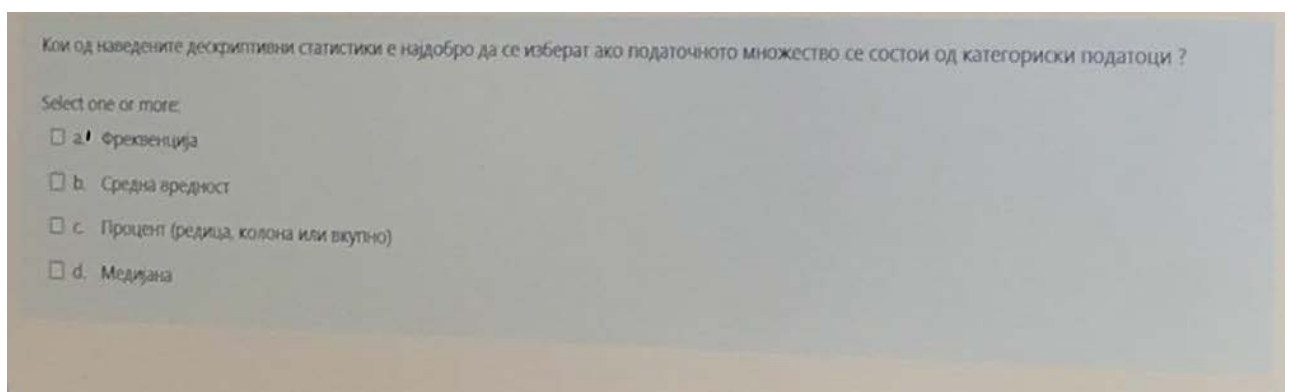 Кои од наведените дескриптивни статистики е најдобро да се изберат ако податочното множество се состои од категориски податоци ?
Select one or more:
a. Фреквенција
b. Средна вредност
c. Процент (редица, колона или вкупно)
d. Медијана